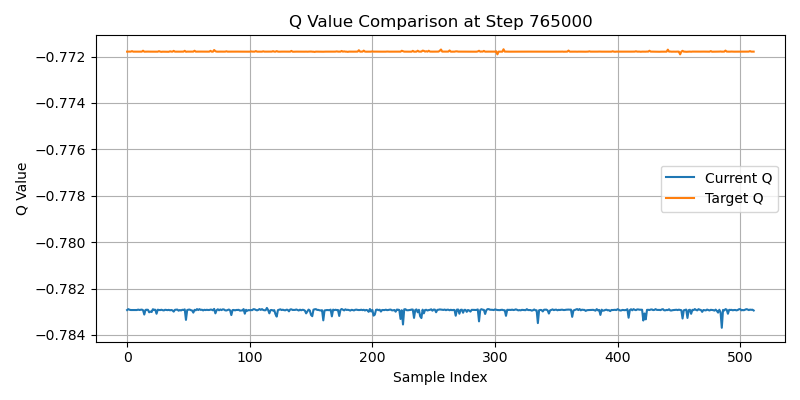 Q Value Comparison at Step 765000
−0.772
−0.774
−0.776
−0.778
−0.780
−0.782
−0.784
Q Value
Current Q
Target Q
0
100
200
300
400
500
Sample Index